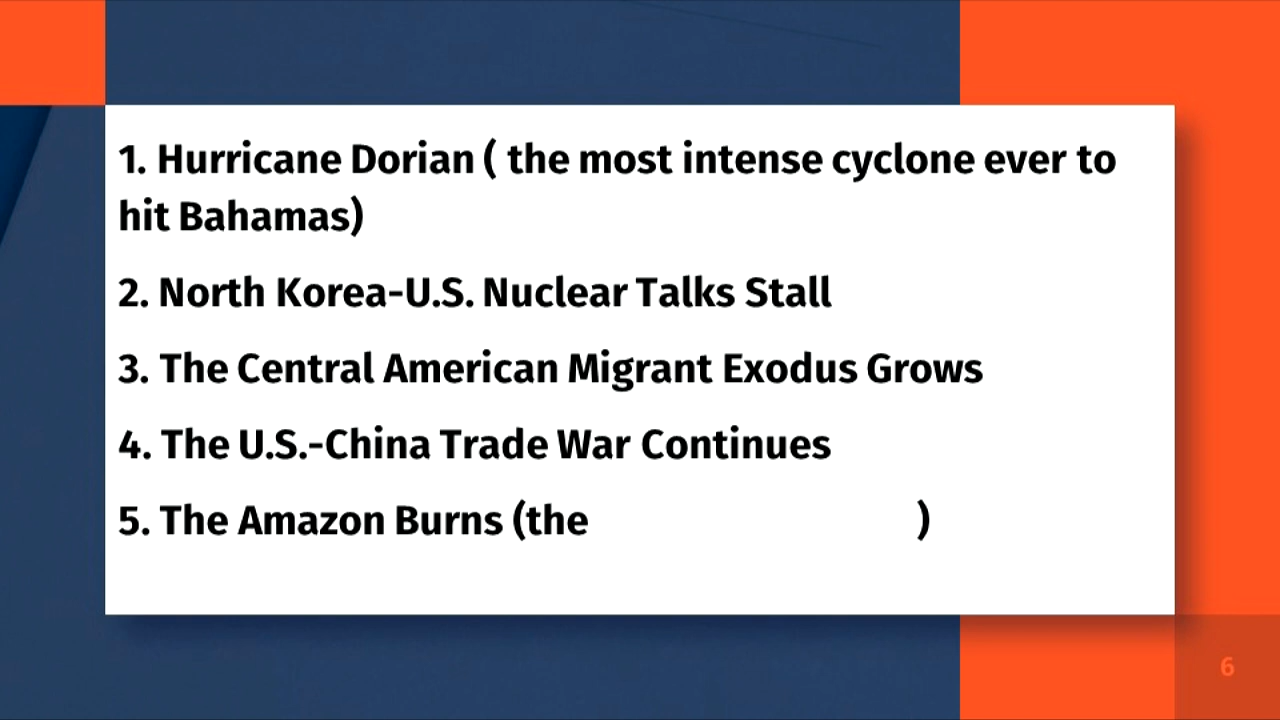 1. Hurricane Dorian ( the most intense cyclone ever to
hit Bahamas)
2. North Korea-U.S. Nuclear Talks Stall
3. The Central American Migrant Exodus Grows
4. The U.S.-China Trade War Continues
5. The Amazon Burns (the )
6